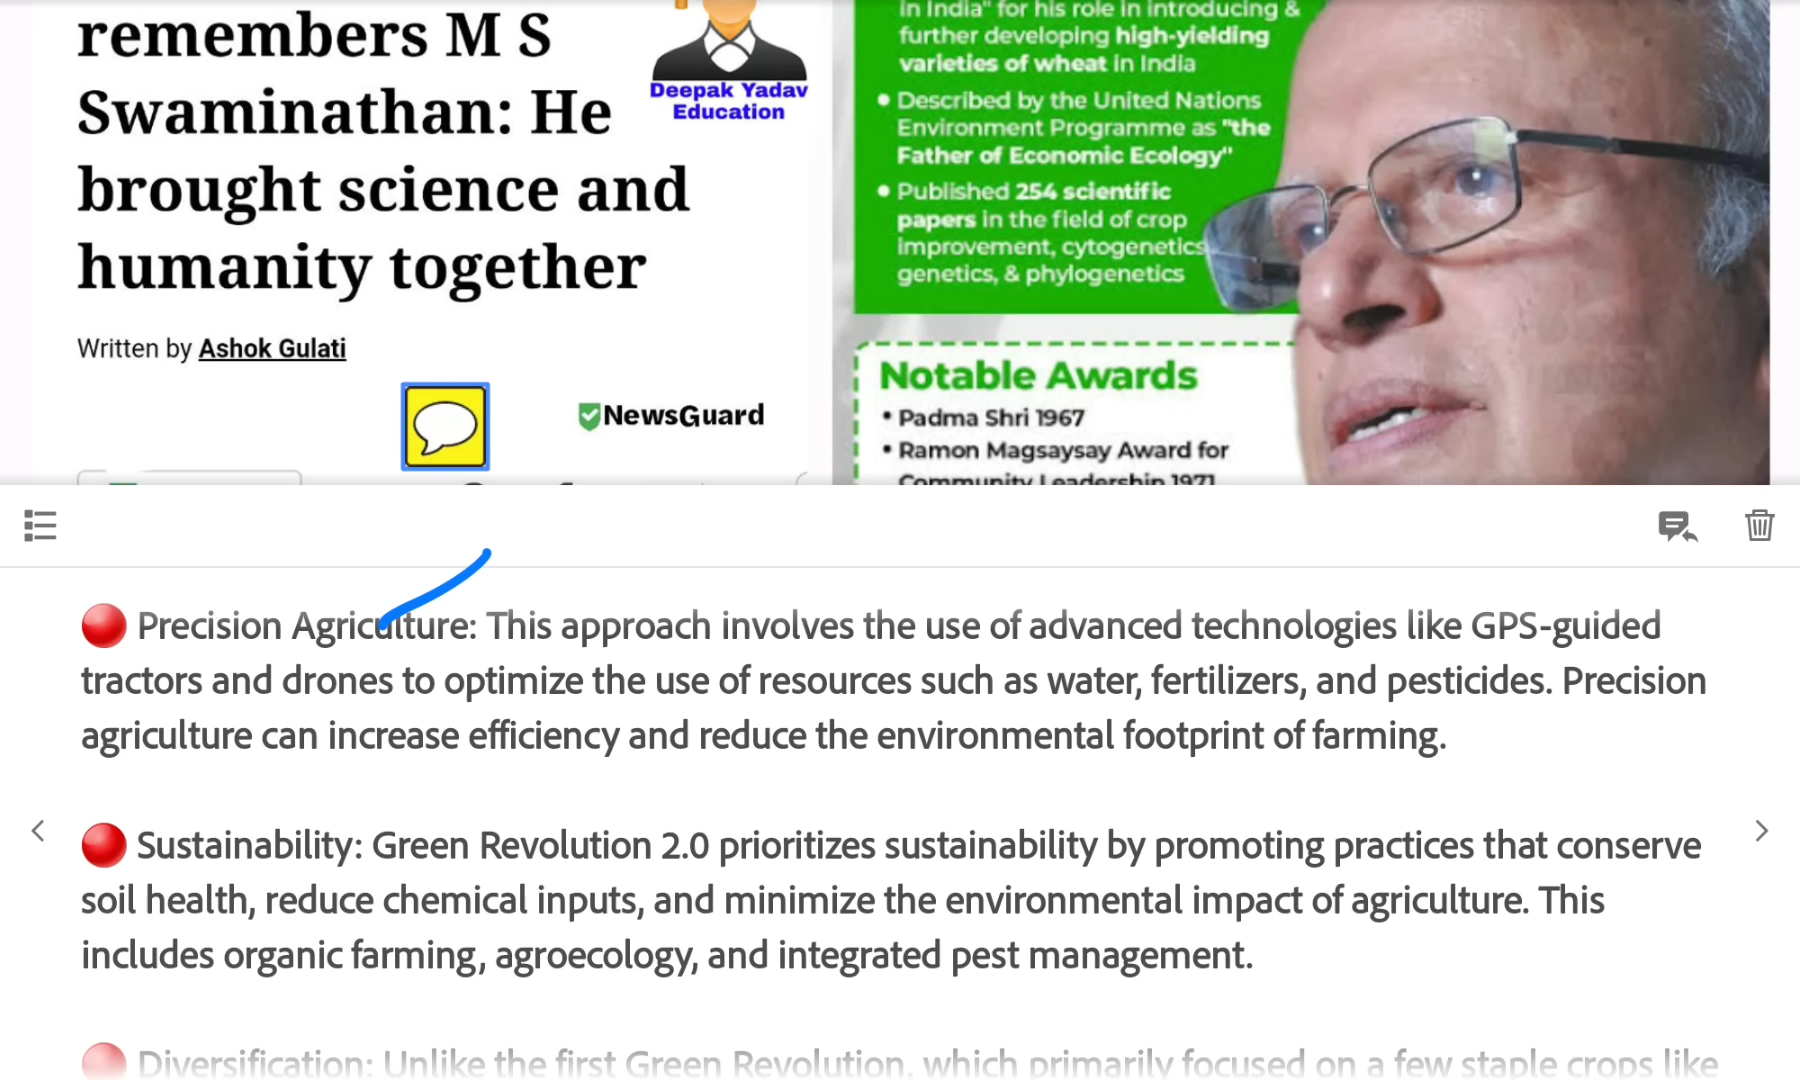 remembers M S
Swaminathan: He
brought science and
humanity together
Written by Ashok Gulati
Deepak Yadav
Education
NewsGuard
in India" for his role in introducing &
further developing high-yielding
varieties of wheat in India
Described by the United Nations
Environment Programme as "the
Father of Economic Ecology"
Published 254 scientific
papers in the field of crop
improvement, cytogenetics
genetics, & phylogenetics
Notable Awards
Padma Shri 1967
Ramon Magsaysay Award for
Community Leadership 1971
Precision Agriculture: This approach involves the use of advanced technologies like GPS-guided
tractors and drones to optimize the use of resources such as water, fertilizers, and pesticides. Precision
agriculture can increase efficiency and reduce the environmental footprint of farming.
Sustainability: Green Revolution 2.0 prioritizes sustainability by promoting practices that conserve
soil health, reduce chemical inputs, and minimize the environmental impact of agriculture. This
includes organic farming, agroecology, and integrated pest management.
Diversification: Unlike the first Green Revolution, which primarily focused on a few staple crops like